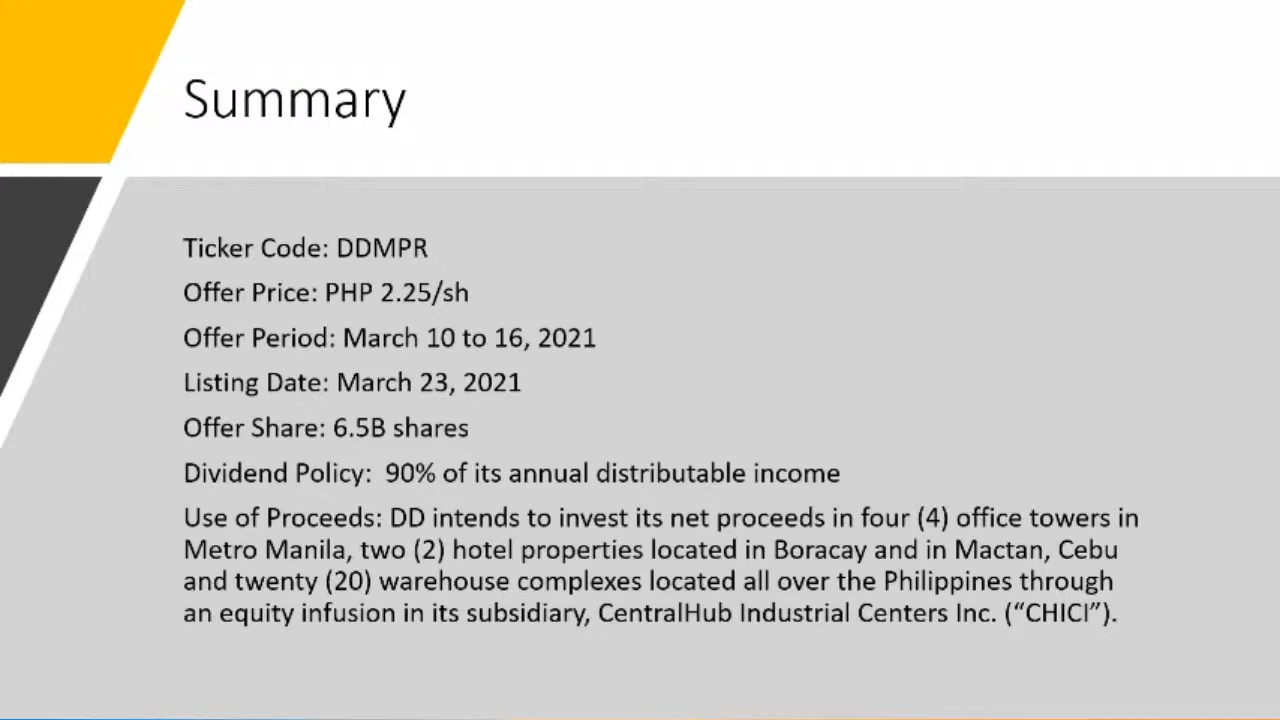 Summary
Ticker Code: DDMPR
Offer Price: PHP 2.25/sh
Offer Period: March 10 to 16, 2021
Listing Date: March 23, 2021
Offer Share: 6.5B shares
Dividend Policy:  90% of its annual distributable income
Use of Proceeds: DD intends to invest its net proceeds in four (4) office towers in
Metro Manila, two (2) hotel properties located in Boracay and in Mactan, Cebu
and twenty (20) warehouse complexes located all over the Philippines through
an equity infusion in its subsidiary, CentralHub Industrial Centers Inc. (“CHICI”).